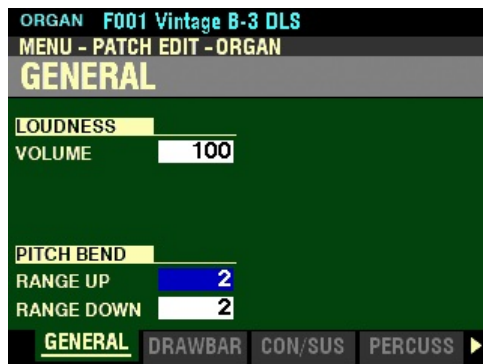 ORGAN F001 Vintage B-3 DLS
MENU - PATCH EDIT - ORGAN
GENERAL
LOUDNESS
VOLUME 100
PITCH BEND
RANGE UP 2
RANGE DOWN 2
GENERAL DRAWBAR CON/SUS PERCUSS